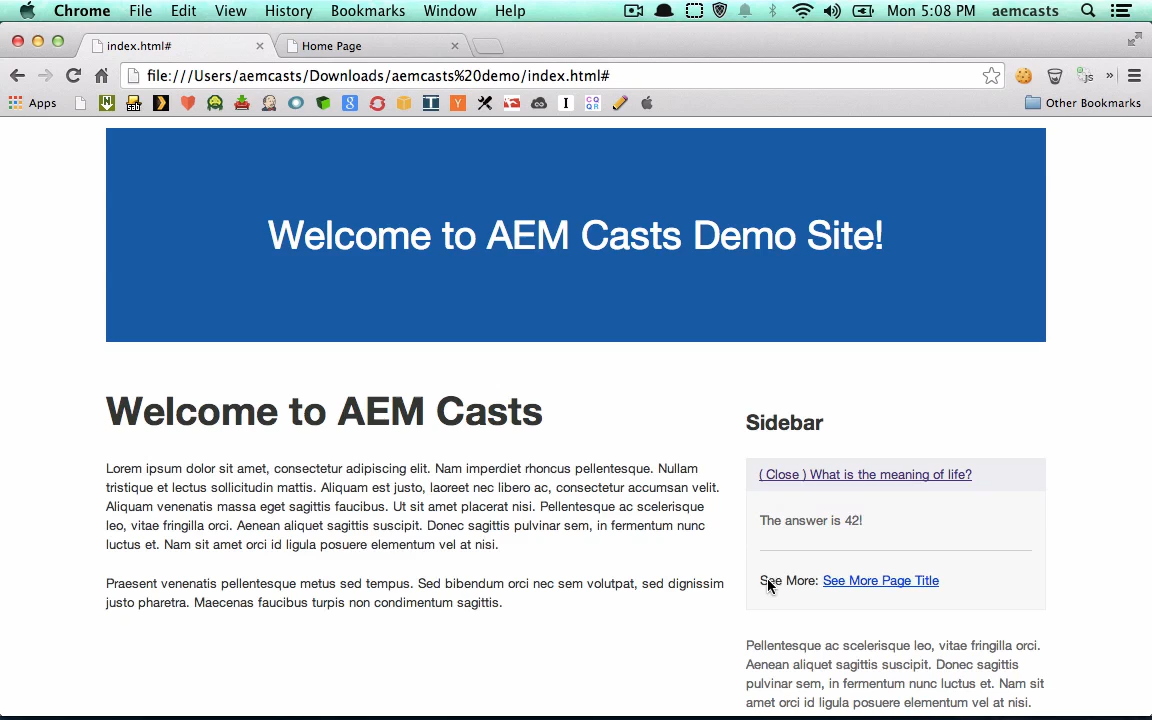 Chrome File Edit View History Bookmarks Window Help Mon 5:08 PM aemcasts
index.html# Home Page
file:///Users/aemcasts/Downloads/aemcasts%20demo/index.html# js »
Apps Other Bookmarks
Welcome to AEM Casts Demo Site!
Welcome to AEM Casts
Lorem ipsum dolor sit amet, consectetur adipiscing elit. Nam imperdiet rhoncus pellentesque. Nullam
tristique et lectus sollicitudin mattis. Aliquam est justo, laoreet nec libero ac, consectetur accumsan velit.
Aliquam venenatis massa eget sagittis faucibus. Ut sit amet placerat nisi. Pellentesque ac scelerisque
leo, vitae fringilla orci. Aenean aliquet sagittis suscipit. Donec sagittis pulvinar sem, in fermentum nunc
luctus et. Nam sit amet orci id ligula posuere elementum vel at nisi.
Praesent venenatis pellentesque metus sed tempus. Sed bibendum orci nec sem volutpat, sed dignissim
justo pharetra. Maecenas faucibus turpis non condimentum sagittis.
Sidebar
( Close ) What is the meaning of life?
The answer is 42!
See More: See More Page Title
Pellentesque ac scelerisque leo, vitae fringilla orci.
Aenean aliquet sagittis suscipit. Donec sagittis
pulvinar sem, in fermentum nunc luctus et. Nam sit
amet orci id ligula posuere elementum vel at nisi.